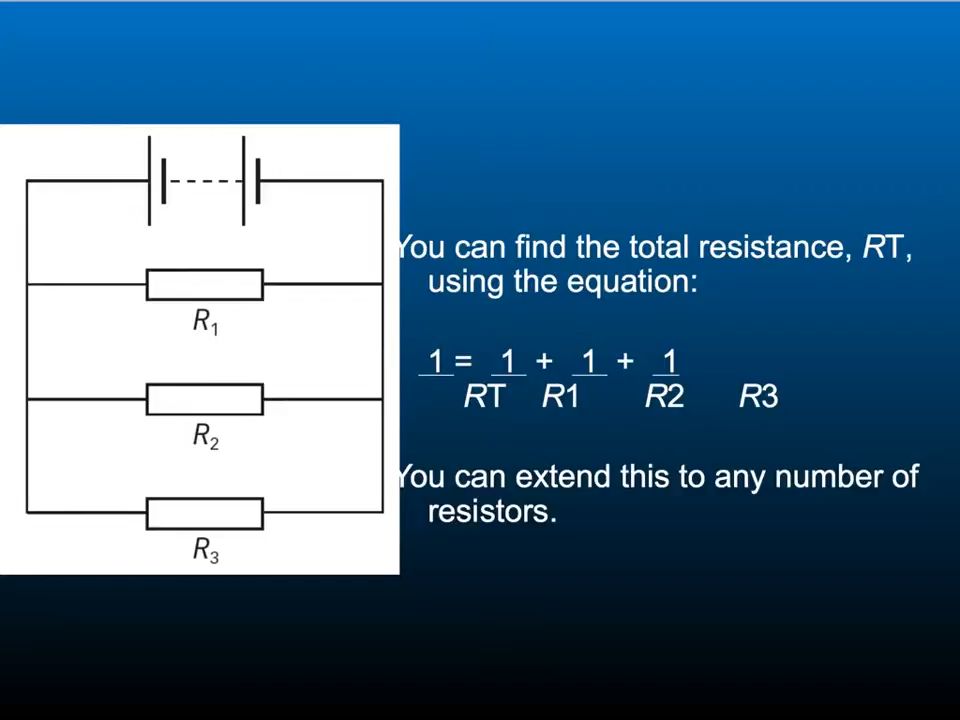 R1
R2
R3
You can find the total resistance, RT,
using the equation:
1 = 1 + 1 + 1
RT R1 R2 R3
You can extend this to any number of
resistors.